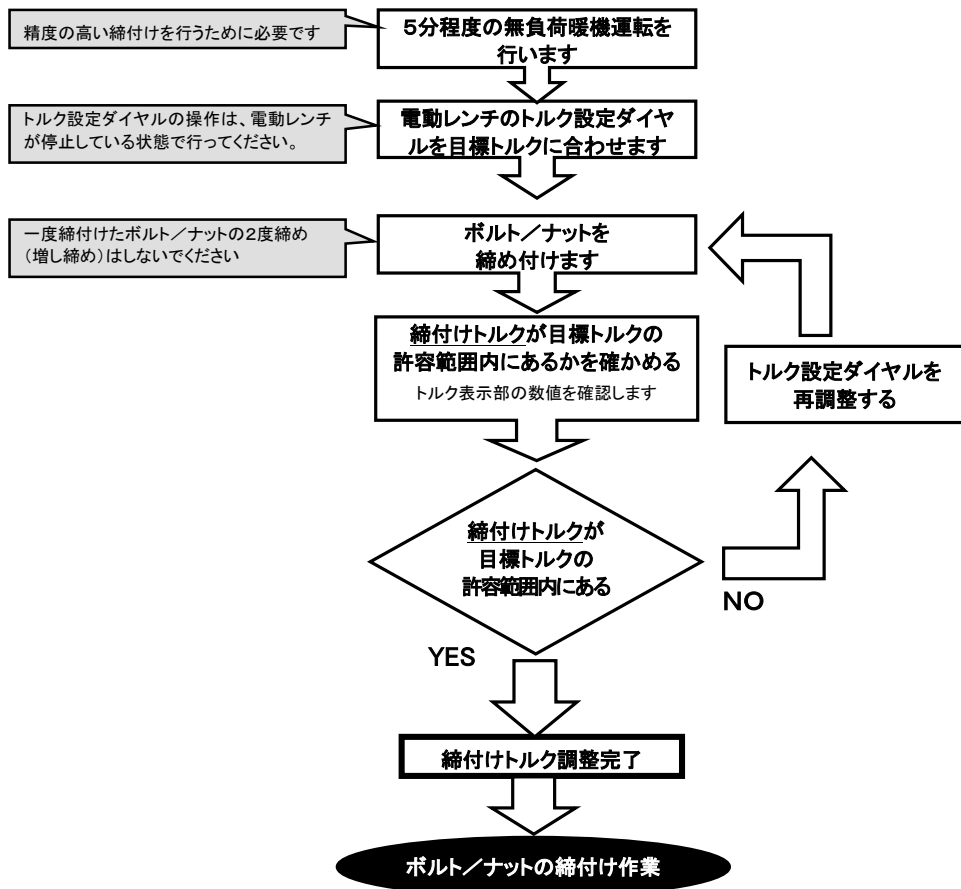 精度の高い締付けを行うために必要です
5分程度の無負荷暖機運転を
行います
トルク設定ダイヤルの操作は、電動レンチ
が停止している状態で行ってください。
電動レンチのトルク設定ダイヤ
ルを目標トルクに合わせます
一度締付けたボルト／ナットの2度締め
（増し締め）はしないでください
ボルト／ナットを
締め付けます
締付けトルクが目標トルクの
許容範囲内にあるかを確かめる
トルク表示部の数値を確認します
トルク設定ダイヤルを
再調整する
締付けトルクが
目標トルクの
許容範囲内にある
NO
YES
締付けトルク調整完了
ボルト／ナットの締付け作業